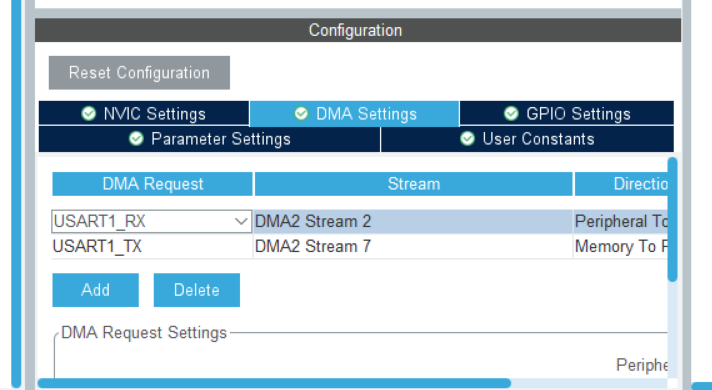 Configuration
Reset Configuration
NVIC Settings DMA Settings GPIO Settings
Parameter Settings User Constants
DMA Request Stream Directio
USART1_RX DMA2 Stream 2 Peripheral To
USART1_TX DMA2 Stream 7 Memory To P
Add Delete
DMA Request Settings
Periphe